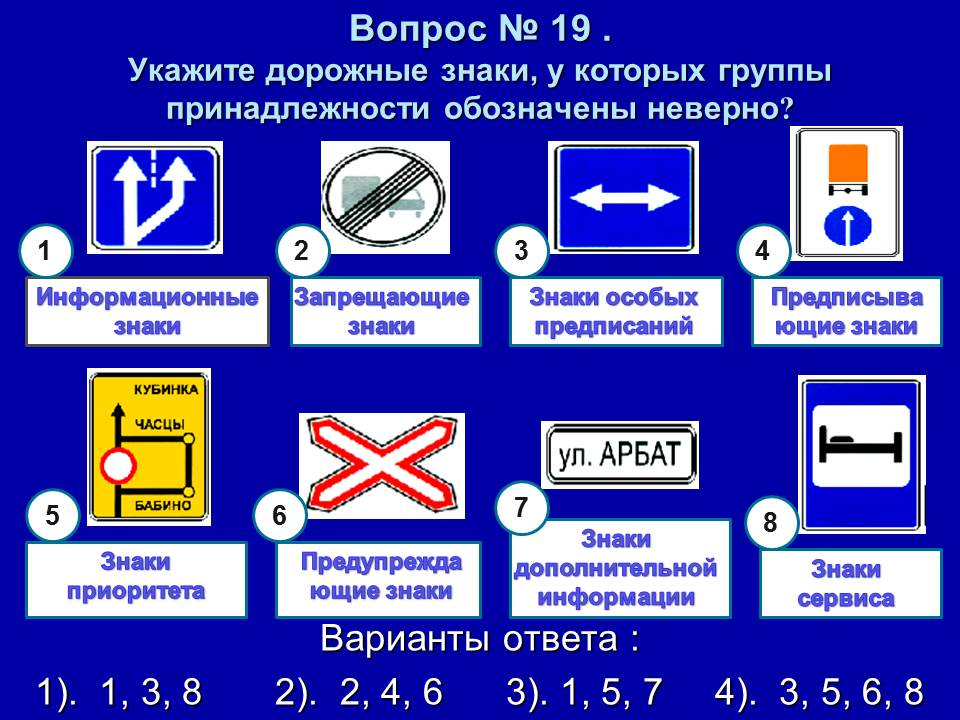 Вопрос № 19 .
Укажите дорожные знаки, у которых группы
принадлежности обозначены неверно?
1
2
3
4
Информационные
знаки
Запрещающие
знаки
Знаки особых
предписаний
Предписыва
ющие знаки
КУБИНКА
ЧАСЦЫ
БАБИНО
ул. АРБАТ
5
6
7
8
Знаки
приоритета
Предупрежда
ющие знаки
Знаки
дополнительной
информации
Знаки
сервиса
Варианты ответа :
1). 1, 3, 8 2). 2, 4, 6 3). 1, 5, 7 4). 3, 5, 6, 8